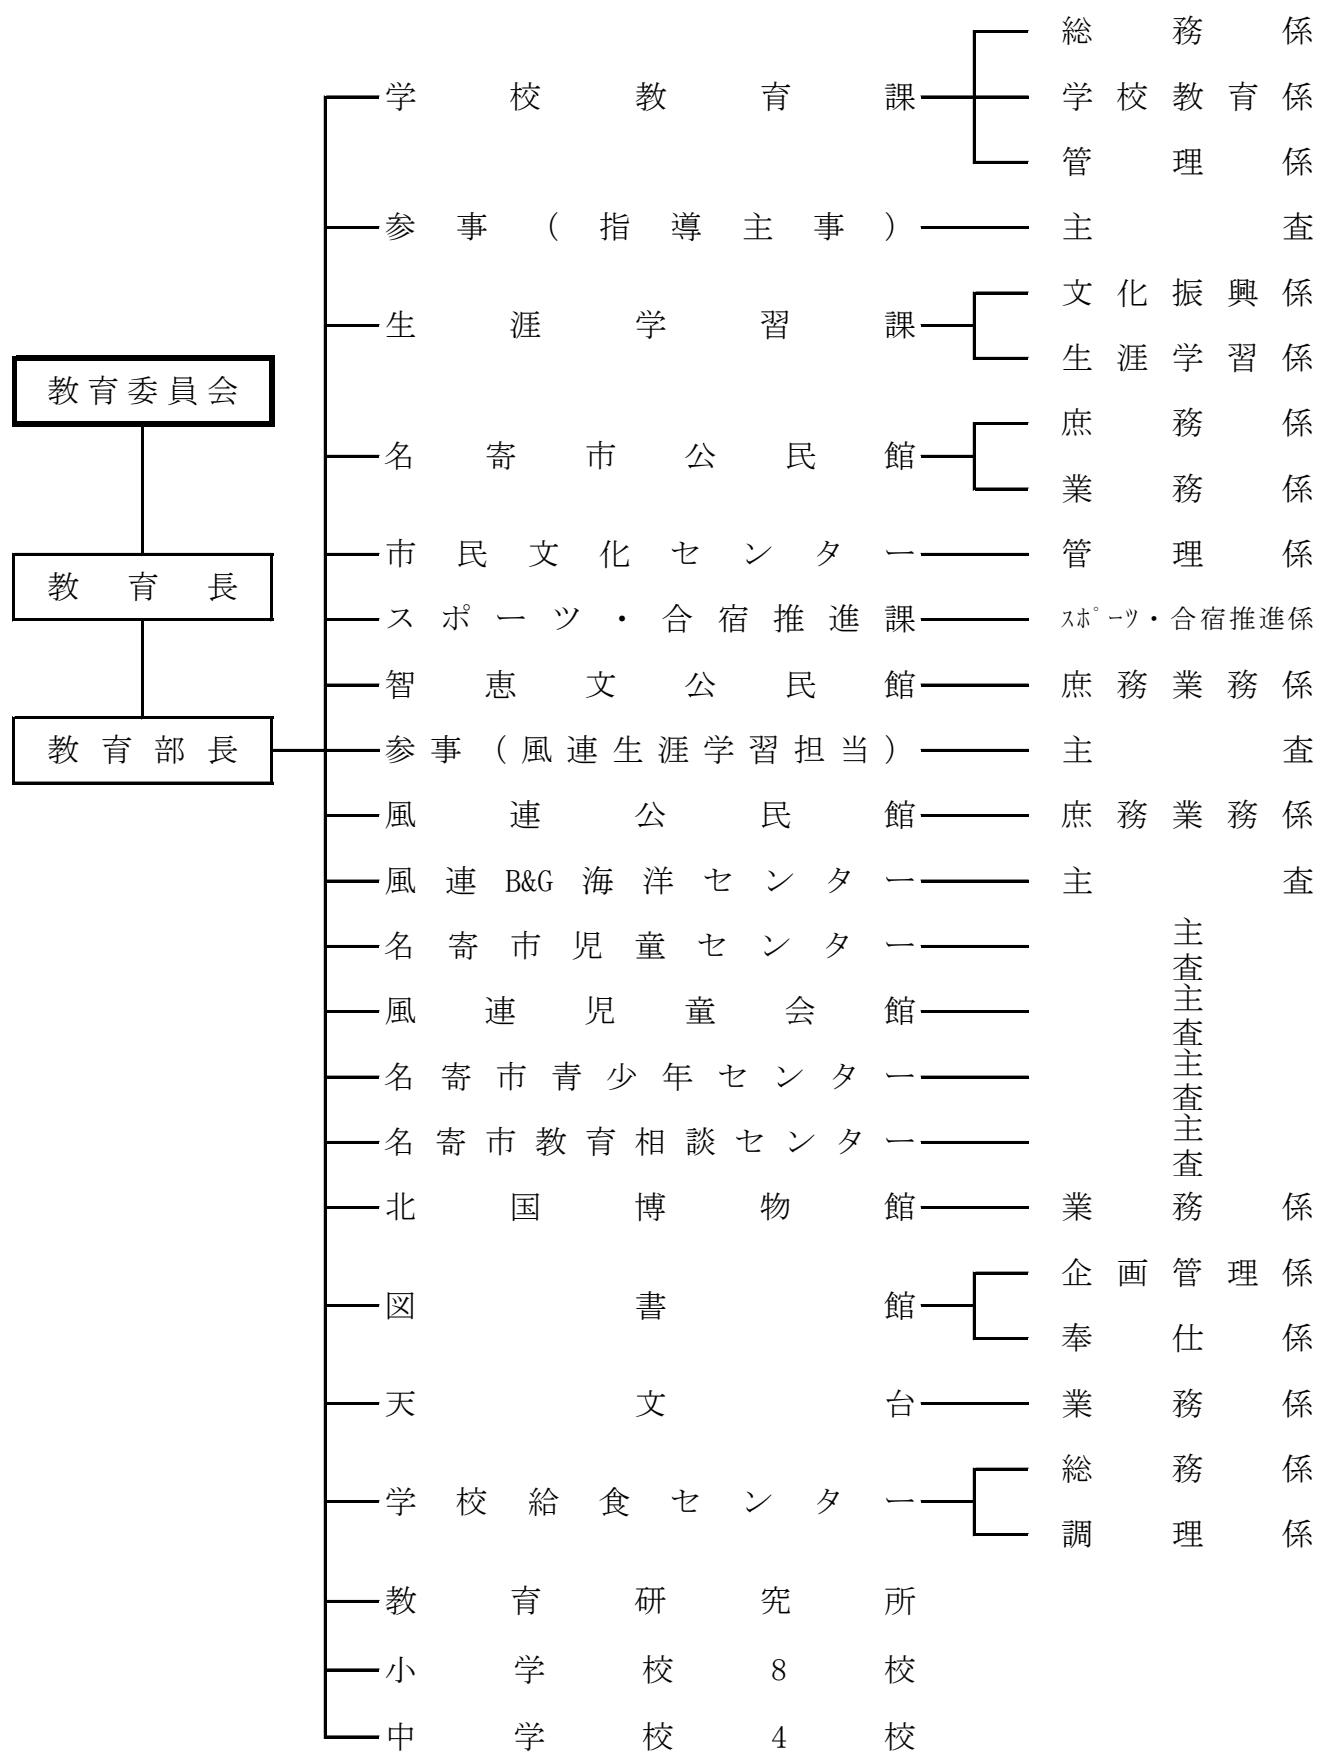 総務係
学校教育課 学校教育係
管理係
参事(指導主事) 主査
文化振興係
生涯学習課
生涯学習係
教育委員会
庶務係
名寄市公民館
業務係
市民文化センター 管理係
教育長
スポーツ・合宿推進課 ｽﾎﾟｰﾂ・合宿推進係
智恵文公民館 庶務業務係
教育部長 参事(風連生涯学習担当) 主査
風連公民館 庶務業務係
風連B&G海洋センター 主査
名寄市児童センター 主査
風連児童会館 主査
名寄市青少年センター 主査
名寄市教育相談センター 主査
北国博物館 業務係
企画管理係
図書館
奉仕係
天文台 業務係
総務係
学校給食センター
調理係
教育研究所
小学校8校
中学校4校